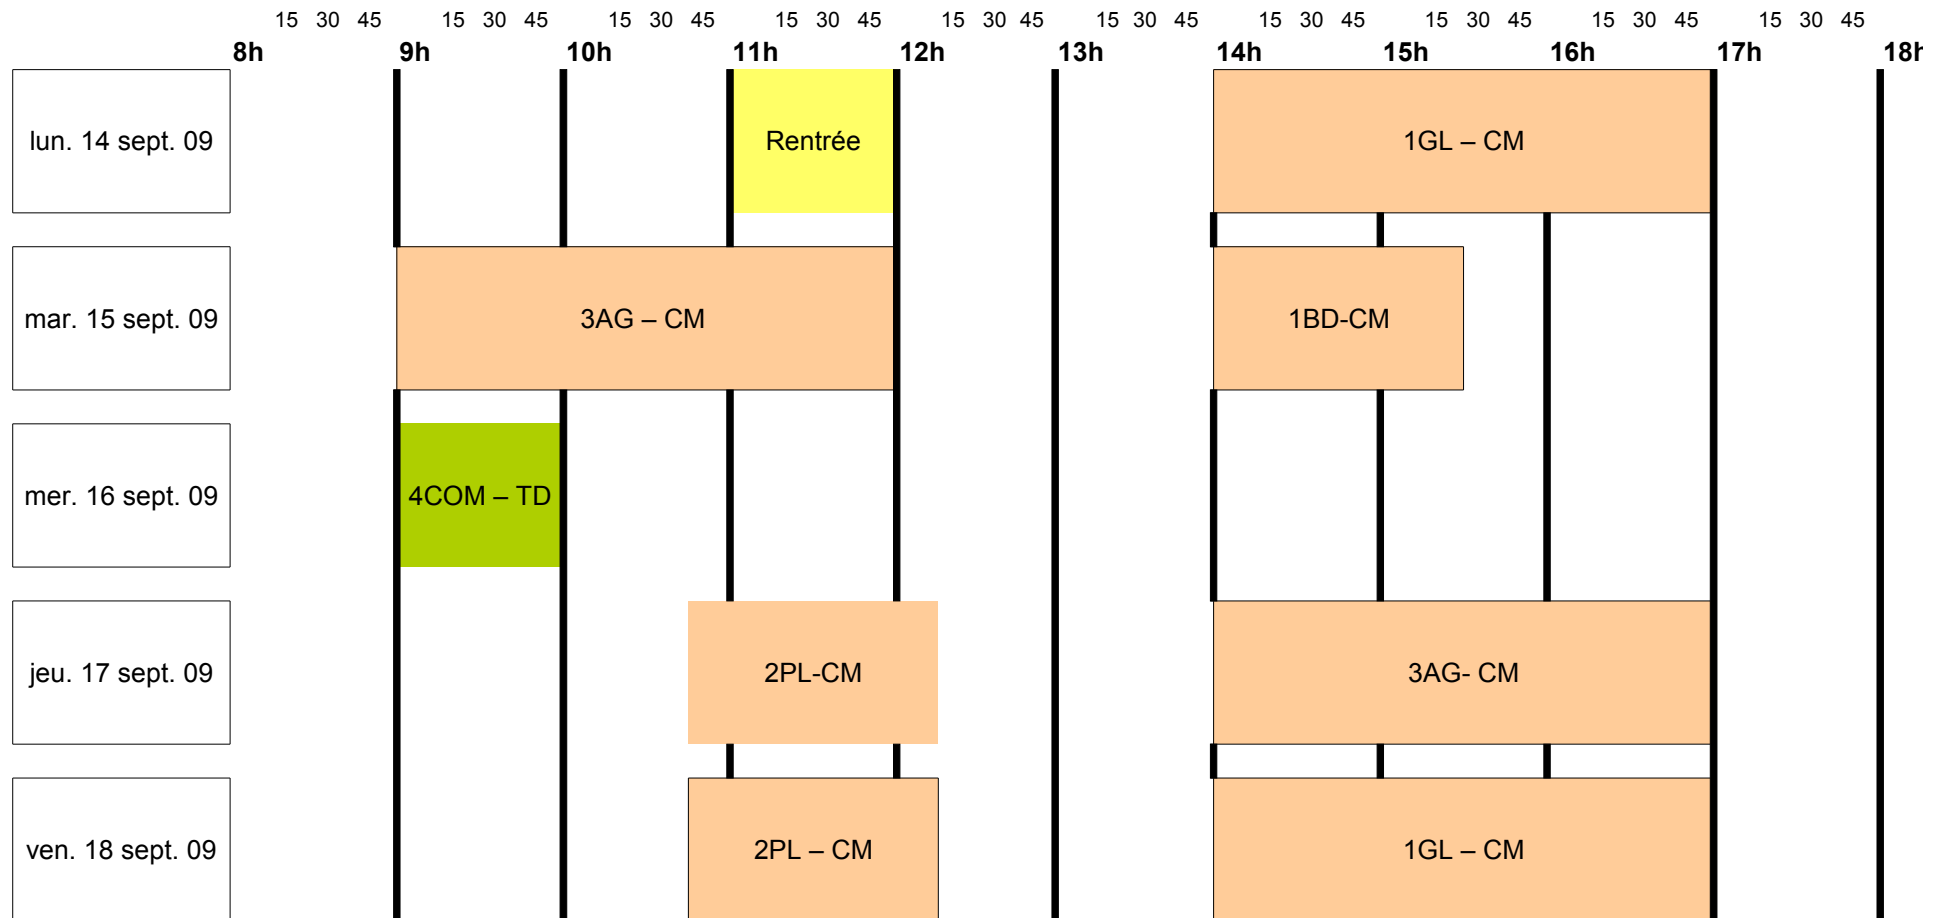 15 30 45 15 30 45 15 30 45 15 30 45 15 30 45 15 30 45 15 30 45 15 30 45 15 30 45 15 30 45
8h 9h 10h 11h 12h 13h 14h 15h 16h 17h 18h
lun. 14 sept. 09 Rentrée 1GL – CM
mar. 15 sept. 09 3AG – CM 1BD-CM
mer. 16 sept. 09 4COM – TD
jeu. 17 sept. 09 2PL-CM 3AG- CM
ven. 18 sept. 09 2PL – CM 1GL – CM